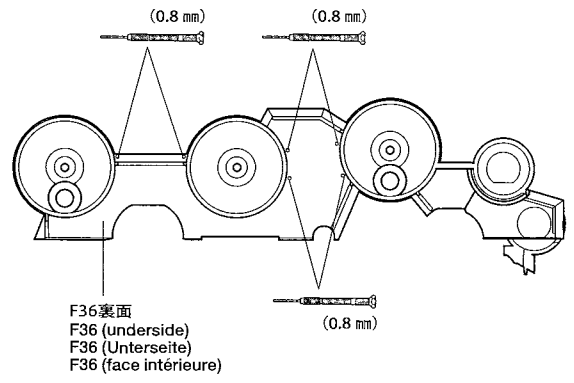 (0.8 mm)
(0.8 mm)
(0.8 mm)
F36裏面
F36 (underside)
F36 (Unterseite)
F36 (face intérieure)